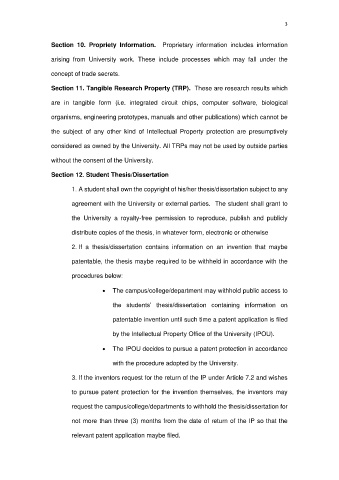 3
Section 10. Propriety Information. Proprietary information includes information
arising from University work. These include processes which may fall under the
concept of trade secrets.
Section 11. Tangible Research Property (TRP). These are research results which
are in tangible form (i.e. integrated circuit chips, computer software, biological
organisms, engineering prototypes, manuals and other publications) which cannot be
the subject of any other kind of Intellectual Property protection are presumptively
considered as owned by the University. All TRPs may not be used by outside parties
without the consent of the University.
Section 12. Student Thesis/Dissertation
1. A student shall own the copyright of his/her thesis/dissertation subject to any
agreement with the University or external parties. The student shall grant to
the University a royalty-free permission to reproduce, publish and publicly
distribute copies of the thesis, in whatever form, electronic or otherwise
2. If a thesis/dissertation contains information on an invention that maybe
patentable, the thesis maybe required to be withheld in accordance with the
procedures below:
• The campus/college/department may withhold public access to
the students' thesis/dissertation containing information on
patentable invention until such time a patent application is filed
by the Intellectual Property Office of the University (IPOU).
• The IPOU decides to pursue a patent protection in accordance
with the procedure adopted by the University.
3. If the inventors request for the return of the IP under Article 7.2 and wishes
to pursue patent protection for the invention themselves, the inventors may
request the campus/college/departments to withhold the thesis/dissertation for
not more than three (3) months from the date of return of the IP so that the
relevant patent application maybe filed.